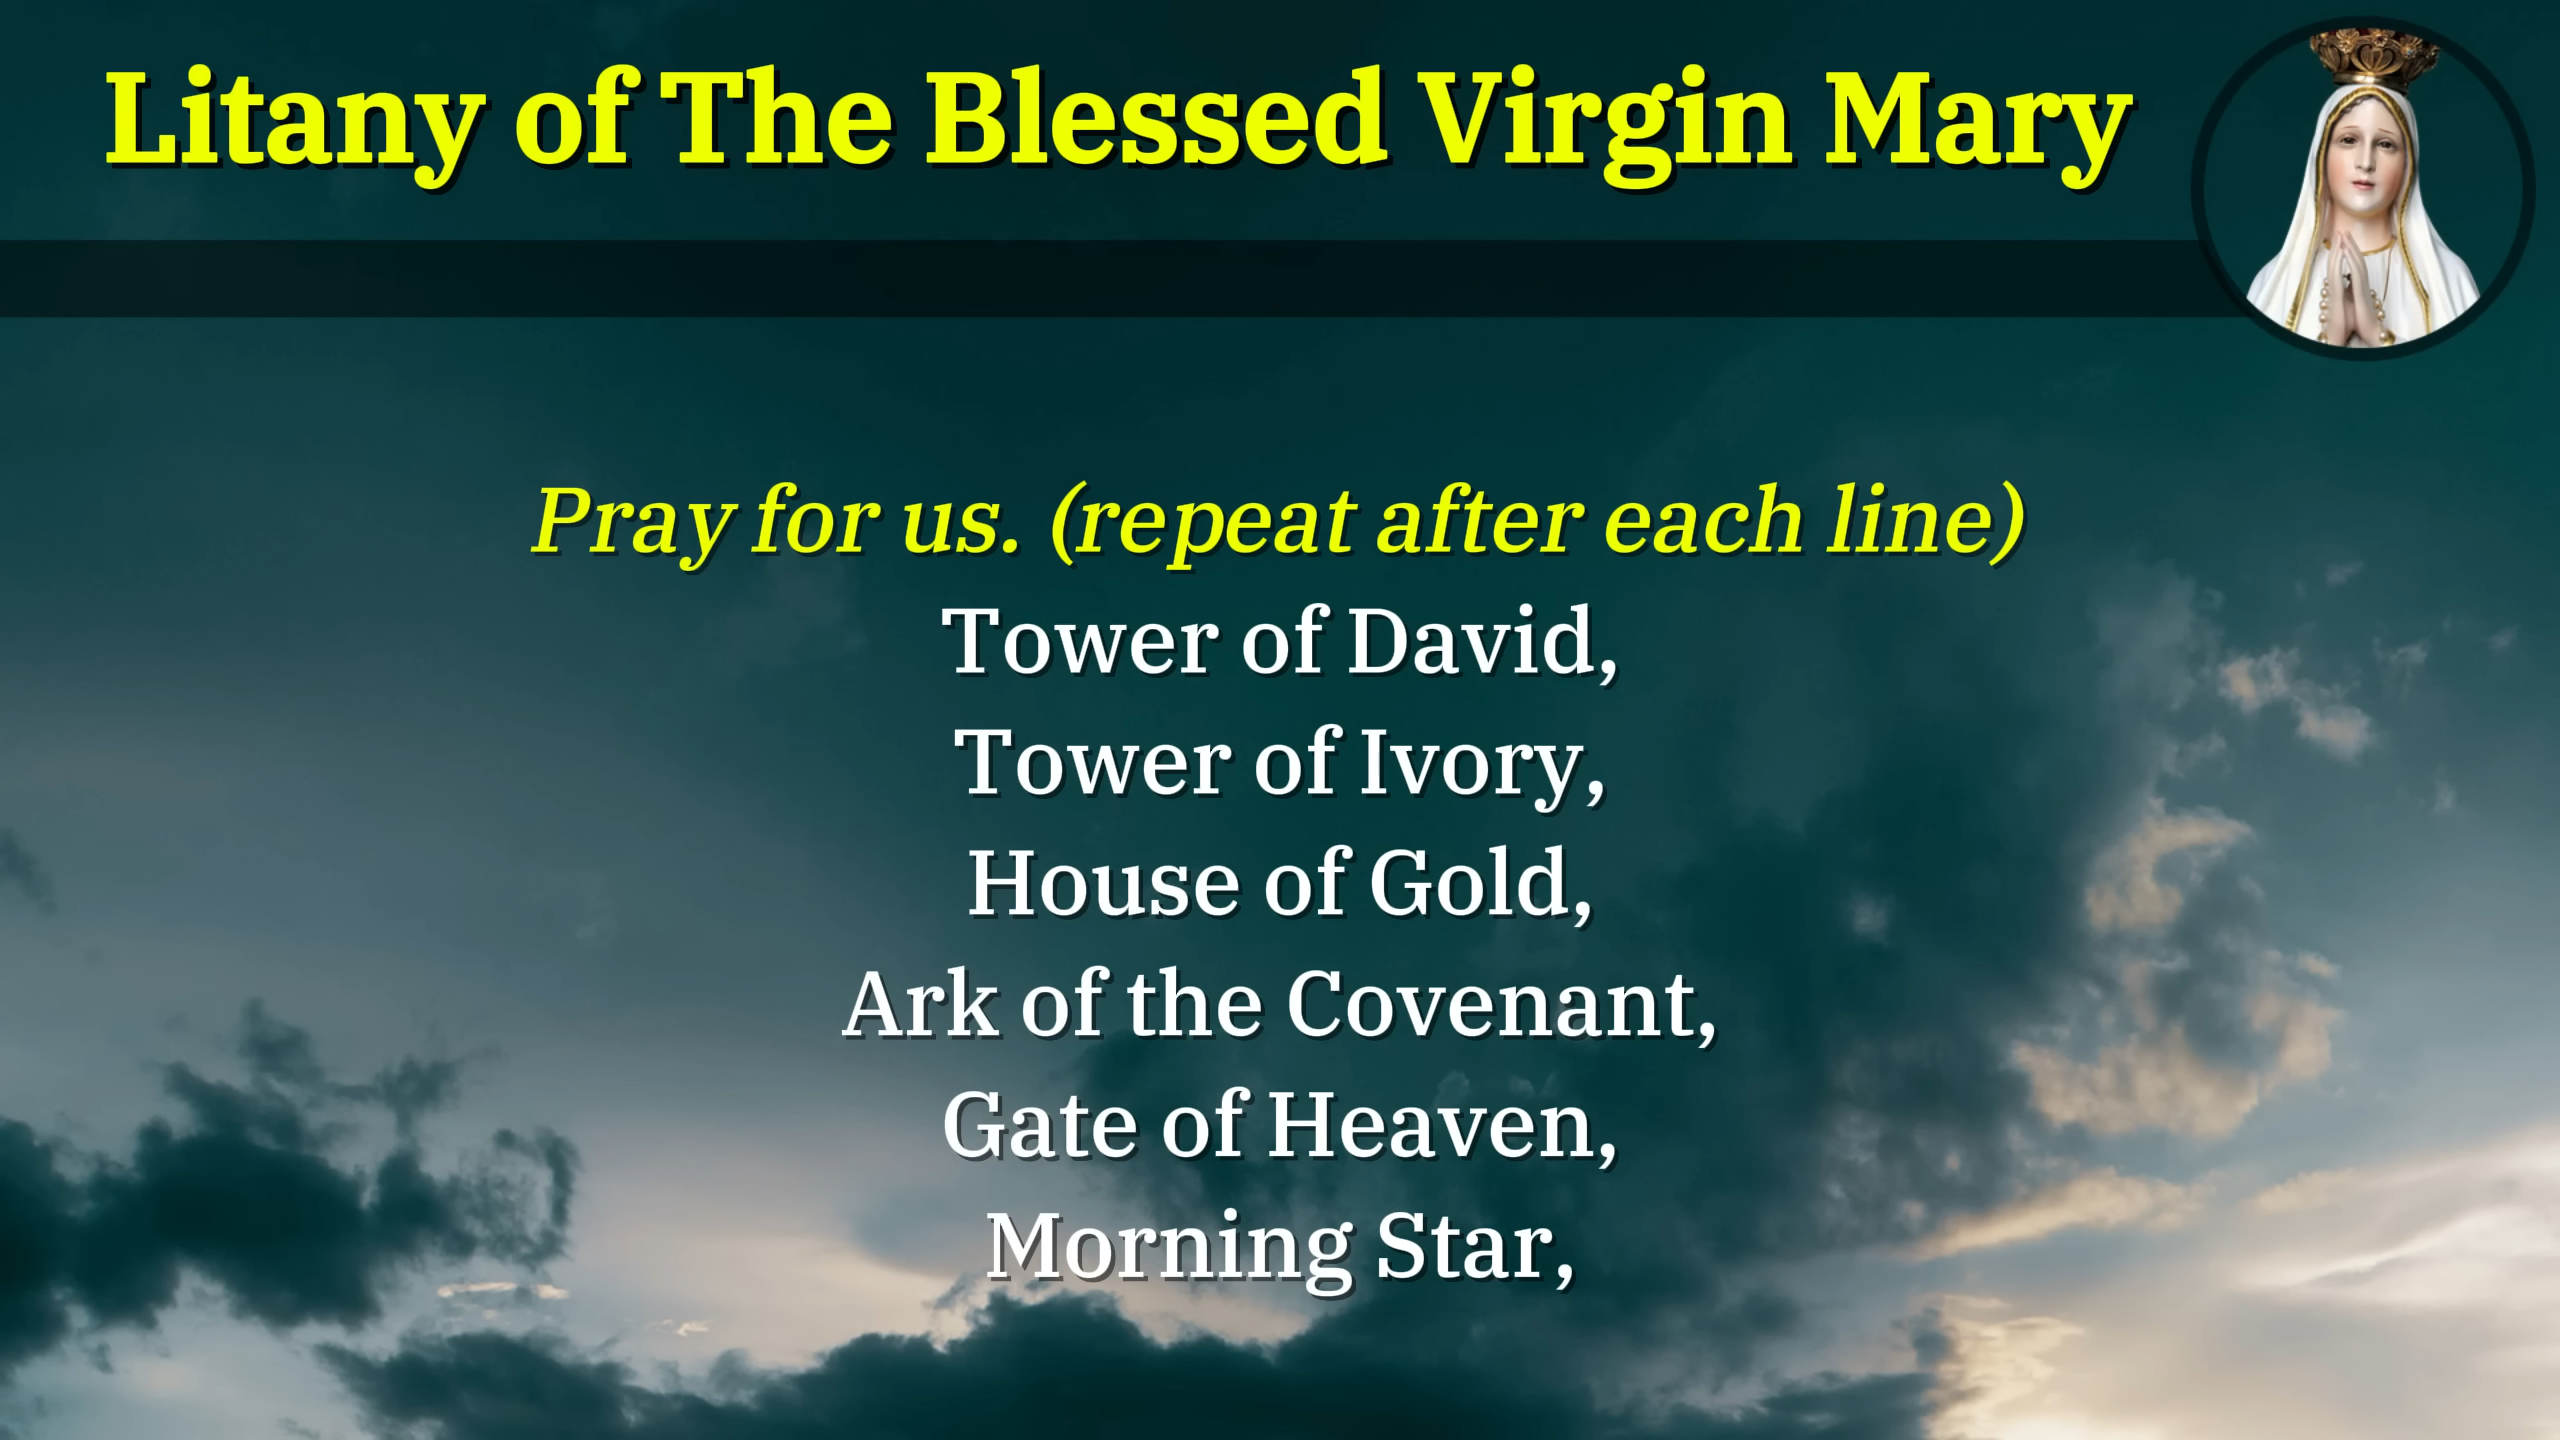 Litany of The Blessed Virgin Mary
Pray for us. (repeat after each line)
Tower of David,
Tower of Ivory,
House of Gold,
Ark of the Covenant,
Gate of Heaven,
Morning Star,